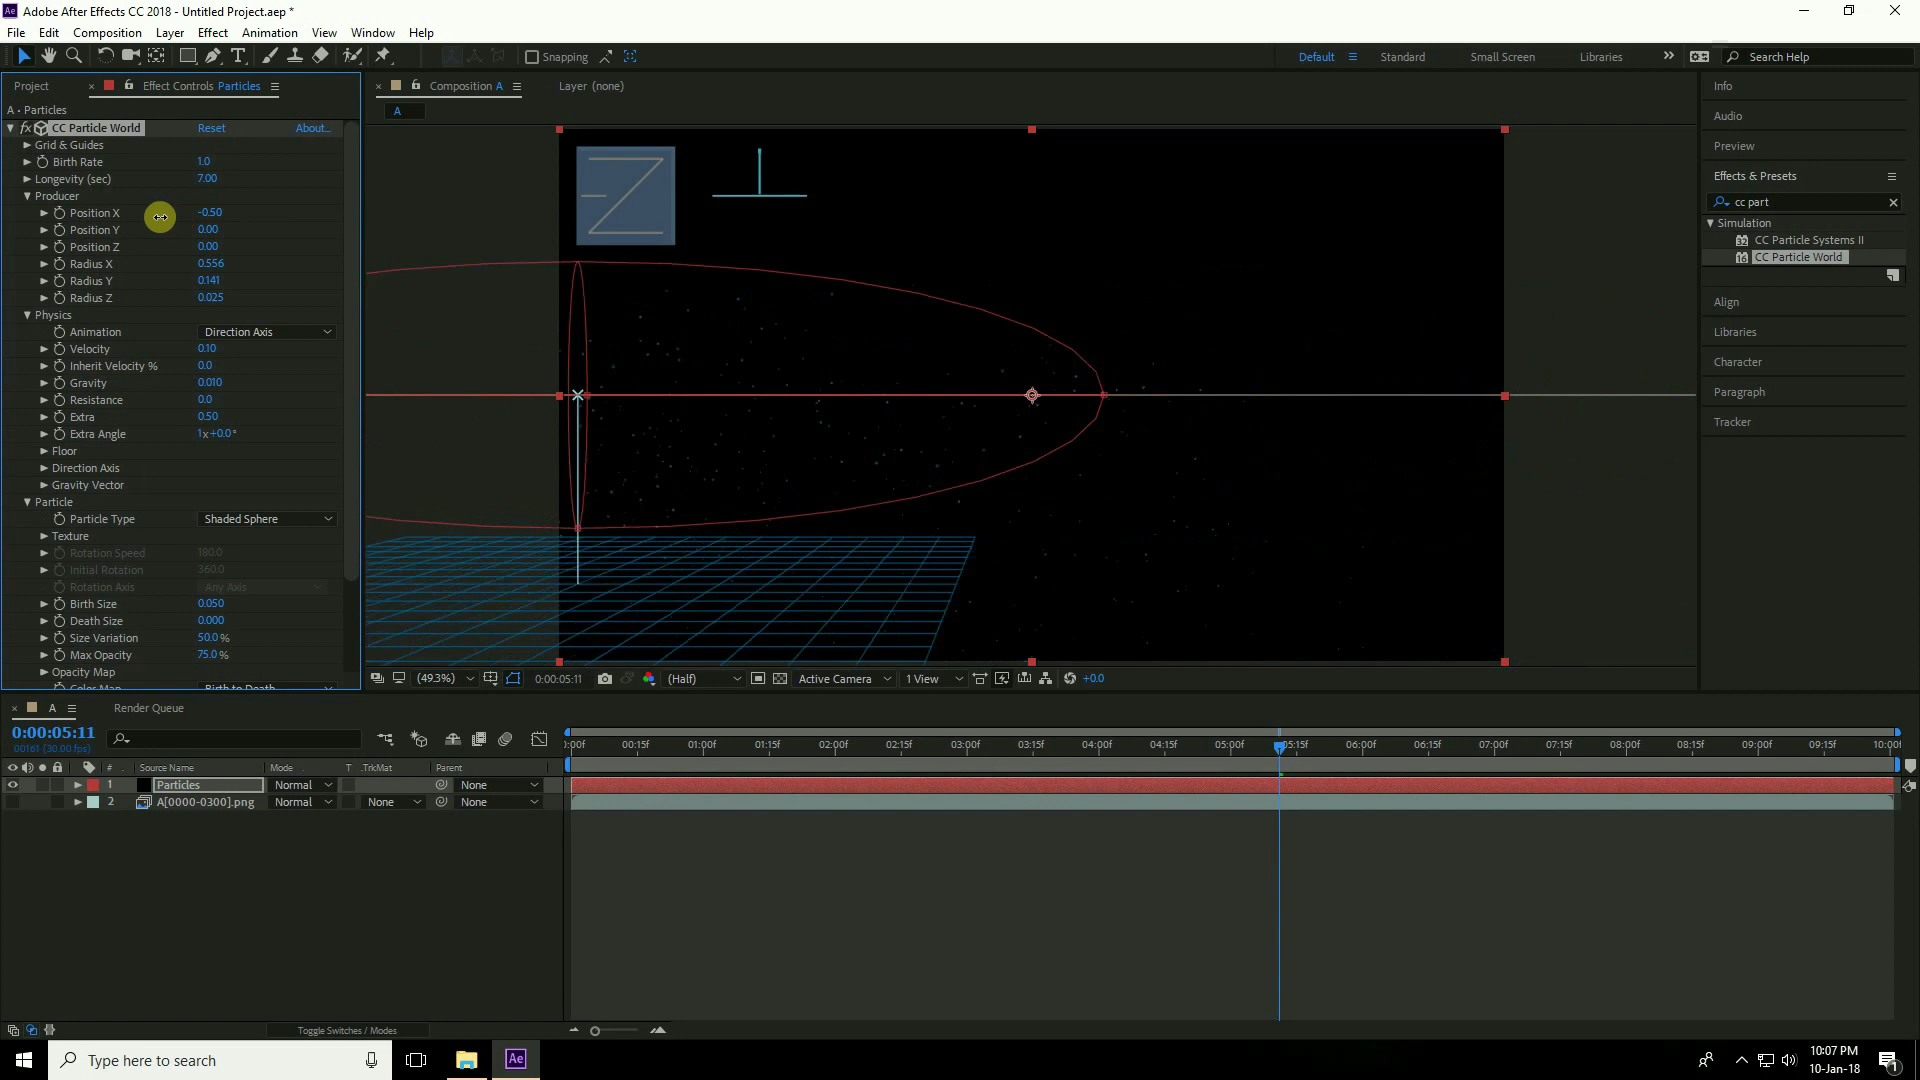 Adobe After Effects CC 2018 - Untitled Project.aep *
File Edit Composition Layer Effect Animation View Window Help
Snapping
Default Standard Small Screen Libraries Search Help
Project Effect Controls Particles
A • Particles
CC Particle World Reset About...
Grid & Guides
Birth Rate 1.0
Longevity (sec) 7.00
Producer
Position X -0.50
Position Y 0.00
Position Z 0.00
Radius X 0.556
Radius Y 0.141
Radius Z 0.025
Physics
Animation Direction Axis
Velocity 0.10
Inherit Velocity % 0.0
Gravity 0.010
Resistance 0.0
Extra 0.50
Extra Angle 1x+0.0°
Floor
Direction Axis
Gravity Vector
Particle
Particle Type Shaded Sphere
Texture
Rotation Speed 180.0
Initial Rotation 360.0
Rotation Axis Any Axis
Birth Size 0.050
Death Size 0.000
Size Variation 50.0 %
Max Opacity 75.0 %
Opacity Map
Color Map Birth to Death
Composition A Layer (none)
A
Z
(49.3%) 0:00:05:11 (Half) Active Camera 1 View +0.0
Info
Audio
Preview
Effects & Presets
cc part
Simulation
32 CC Particle Systems II
16 CC Particle World
Align
Libraries
Character
Paragraph
Tracker
A Render Queue
0:00:05:11
00161 (30.00 fps)
:00f 00:15f 01:00f 01:15f 02:00f 02:15f 03:00f 03:15f 04:00f 04:15f 05:00f 05:15f 06:00f 06:15f 07:00f 07:15f 08:00f 08:15f 09:00f 09:15f 10:00f
# Source Name Mode T .TrkMat Parent
1 Particles Normal None
2 A[0000-0300].png Normal None None
Toggle Switches / Modes
Type here to search
Ae
10:07 PM
10-Jan-18
1